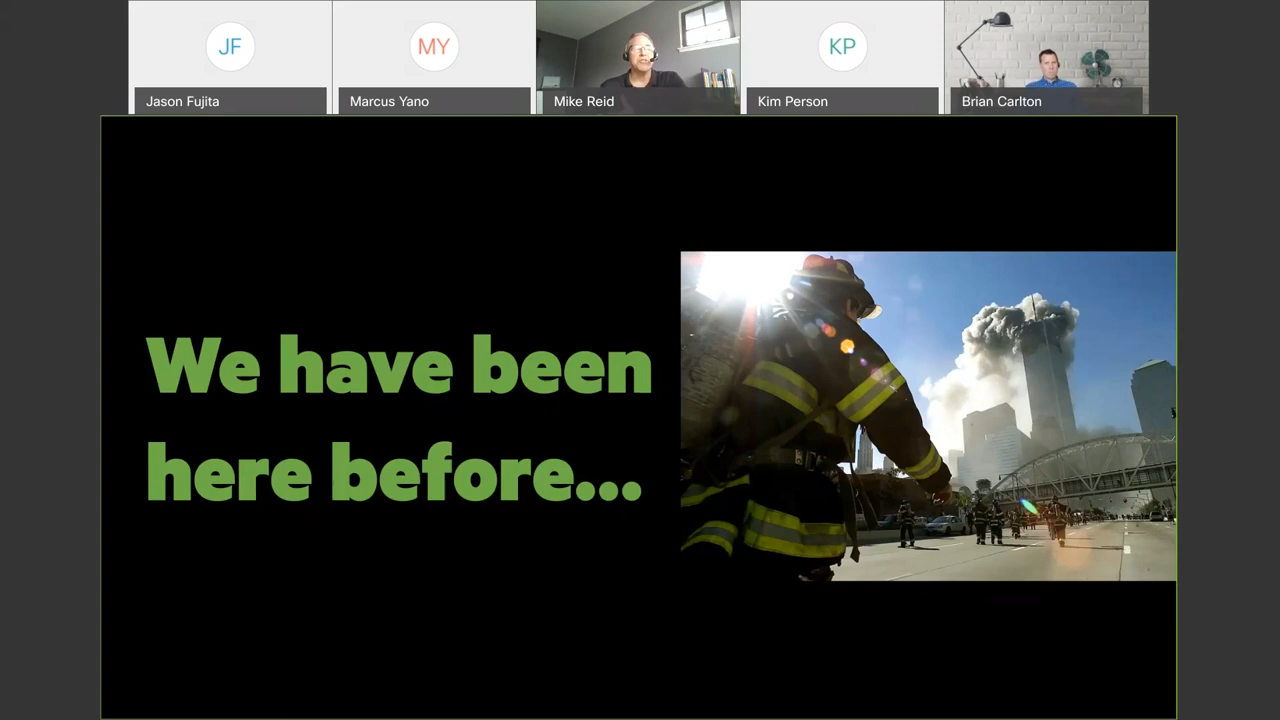 JF
MY
KP
Jason Fujita
Marcus Yano
Mike Reid
Kim Person
Brian Carlton
We have been
here before...